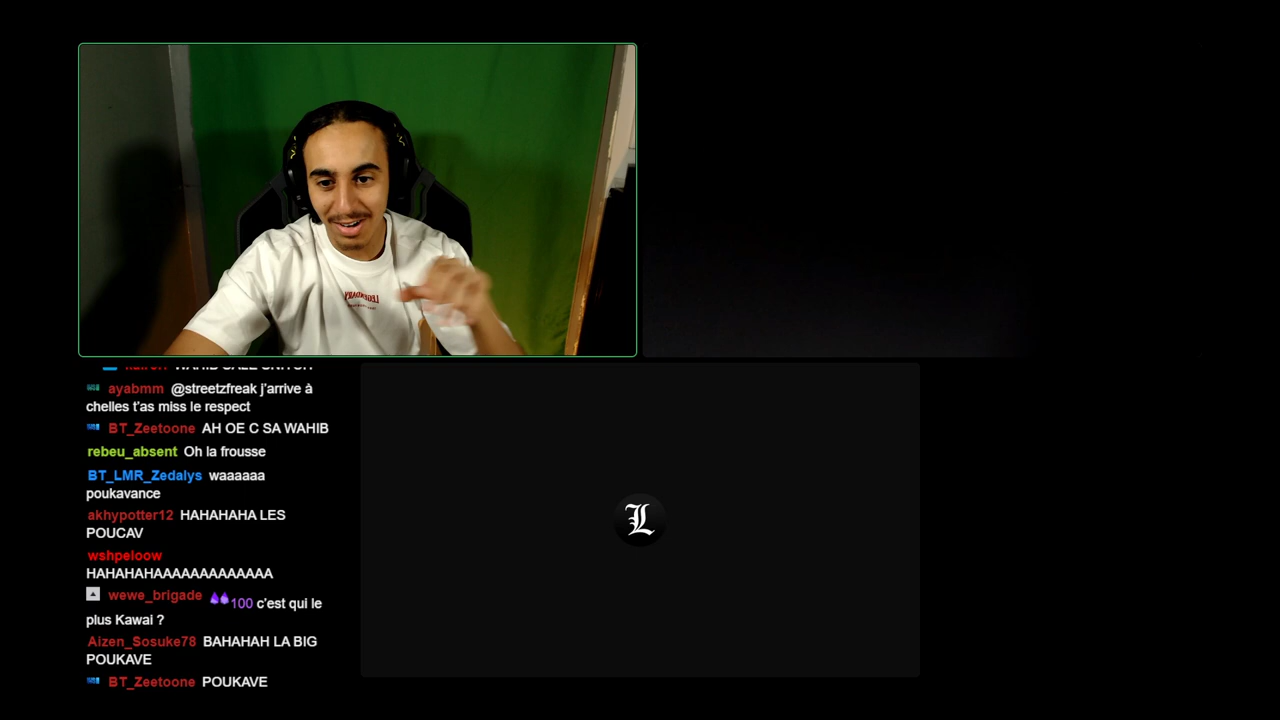 ayabmm @streetzfreak j'arrive à
chelles t'as miss le respect
BT_Zeetoone AH OE C SA WAHIB
rebeu_absent Oh la frousse
BT_LMR_Zedalys waaaaaa
poukavance
akhypotter12 HAHAHAHA LES
POUCAV
wshpeloow
HAHAHAHAAAAAAAAAAAAA
wewe_brigade 100 c'est qui le
plus Kawai ?
Aizen_Sosuke78 BAHAHAH LA BIG
POUKAVE
BT_Zeetoone POUKAVE
L